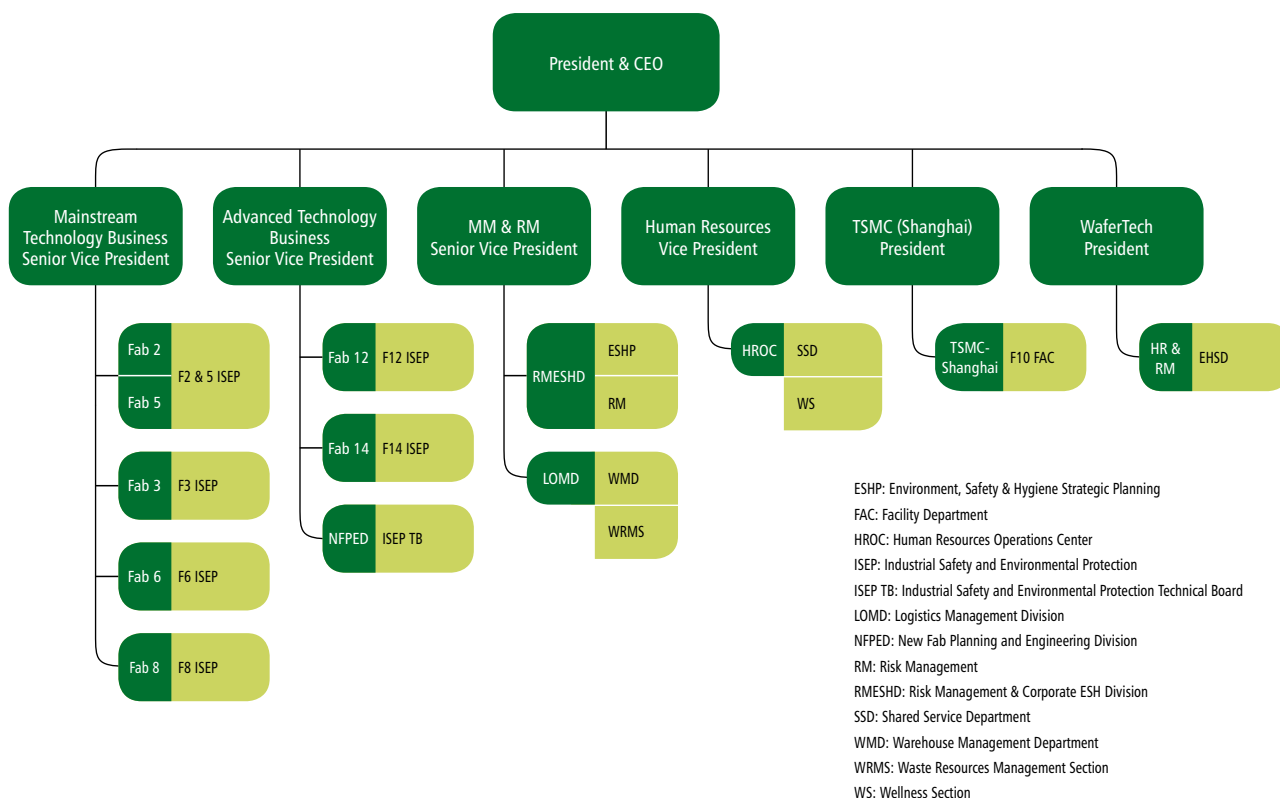 President & CEO
Mainstream
Technology Business
Senior Vice President
Advanced Technology
Business
Senior Vice President
MM & RM
Senior Vice President
Human Resources
Vice President
TSMC (Shanghai)
President
WaferTech
President
Fab 2
Fab 5
F2 & 5 ISEP
Fab 3
F3 ISEP
Fab 6
F6 ISEP
Fab 8
F8 ISEP
Fab 12
F12 ISEP
Fab 14
F14 ISEP
NFPED
ISEP TB
RMESHD
ESHP
RM
LOMD
WMD
WRMS
HROC
SSD
WS
TSMC-
Shanghai
F10 FAC
HR &
RM
EHSD
ESHP: Environment, Safety & Hygiene Strategic Planning
FAC: Facility Department
HROC: Human Resources Operations Center
ISEP: Industrial Safety and Environmental Protection
ISEP TB: Industrial Safety and Environmental Protection Technical Board
LOMD: Logistics Management Division
NFPED: New Fab Planning and Engineering Division
RM: Risk Management
RMESHD: Risk Management & Corporate ESH Division
SSD: Shared Service Department
WMD: Warehouse Management Department
WRMS: Waste Resources Management Section
WS: Wellness Section